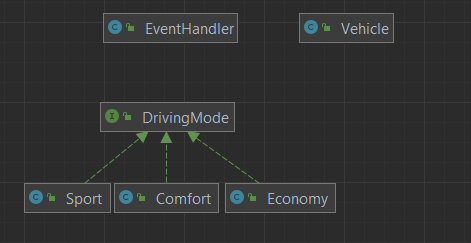 C EventHandler
C Vehicle
I DrivingMode
C Sport
C Comfort
C Economy